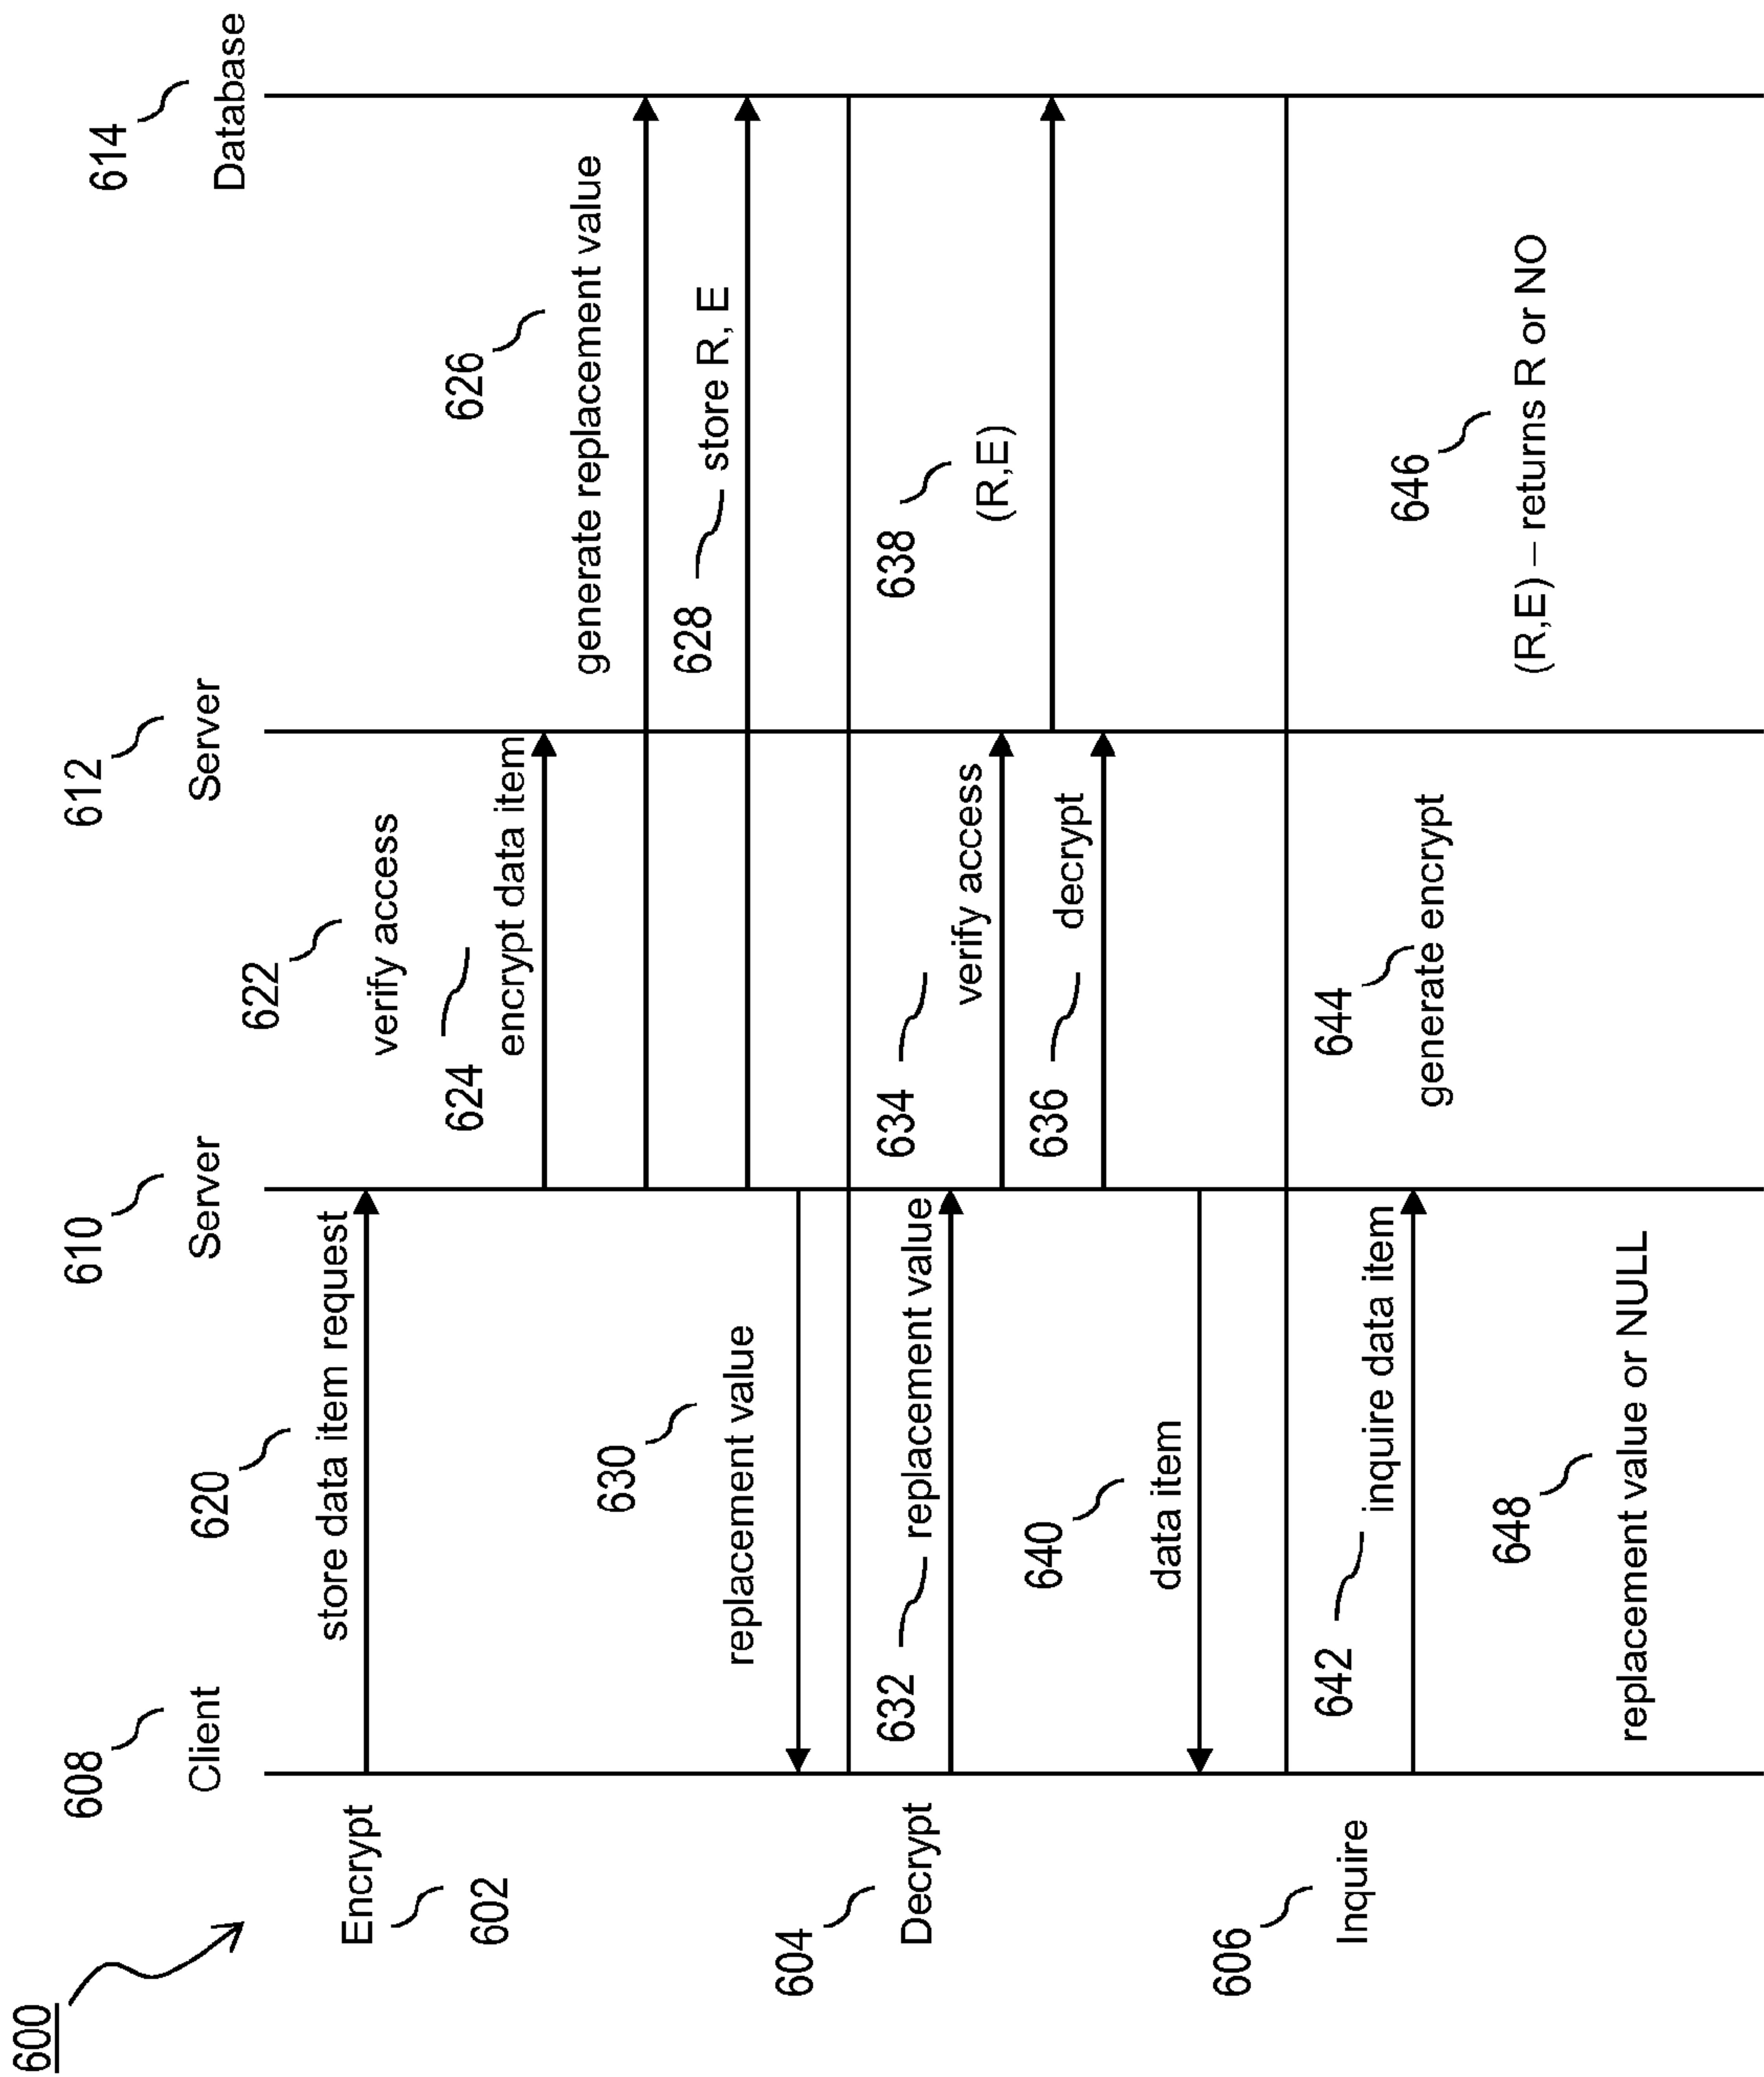 600
608
Client
610
Server
612
Server
614
Database
Encrypt
602
620
store data item request
622
verify access
624
encrypt data item
626
generate replacement value
628
store R, E
630
replacement value
604
Decrypt
632
replacement value
634
verify access
636
decrypt
638
(R,E)
640
data item
606
Inquire
642
inquire data item
644
generate encrypt
646
(R,E) – returns R or NO
648
replacement value or NULL